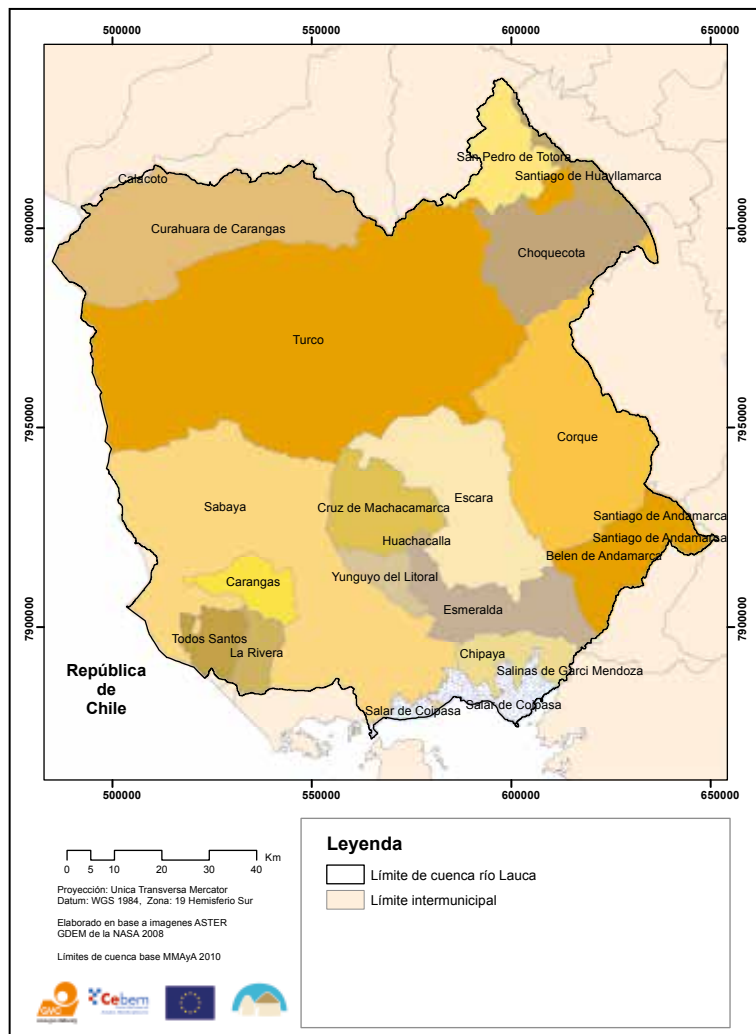 500000 550000 600000 650000
San Pedro de Totora
Calacoto
Santiago de Huayllamarca
800000 800000
Curahuara de Carangas
Choquecota
Turco
7950000 7950000
Corque
Escara
Sabaya
Cruz de Machacamarca
Santiago de Andamarca
Santiago de Andamarsa
Huachacalla
Belen de Andamarca
Yunguyo del Litoral
Carangas
Esmeralda
7900000 7900000
Todos Santos
La Rivera
Chipaya
República
de
Chile
Salinas de Garci Mendoza
Salar de Coipasa
Salar de Coipasa
500000 550000 600000 650000
Km
0 5 10 20 30 40
Proyección: Unica Transversa Mercator
Datum: WGS 1984, Zona: 19 Hemisferio Sur
Elaborado en base a imagenes ASTER
GDEM de la NASA 2008
Límites de cuenca base MMAyA 2010
Leyenda
Límite de cuenca río Lauca
Límite intermunicipal
GVC
Cebem